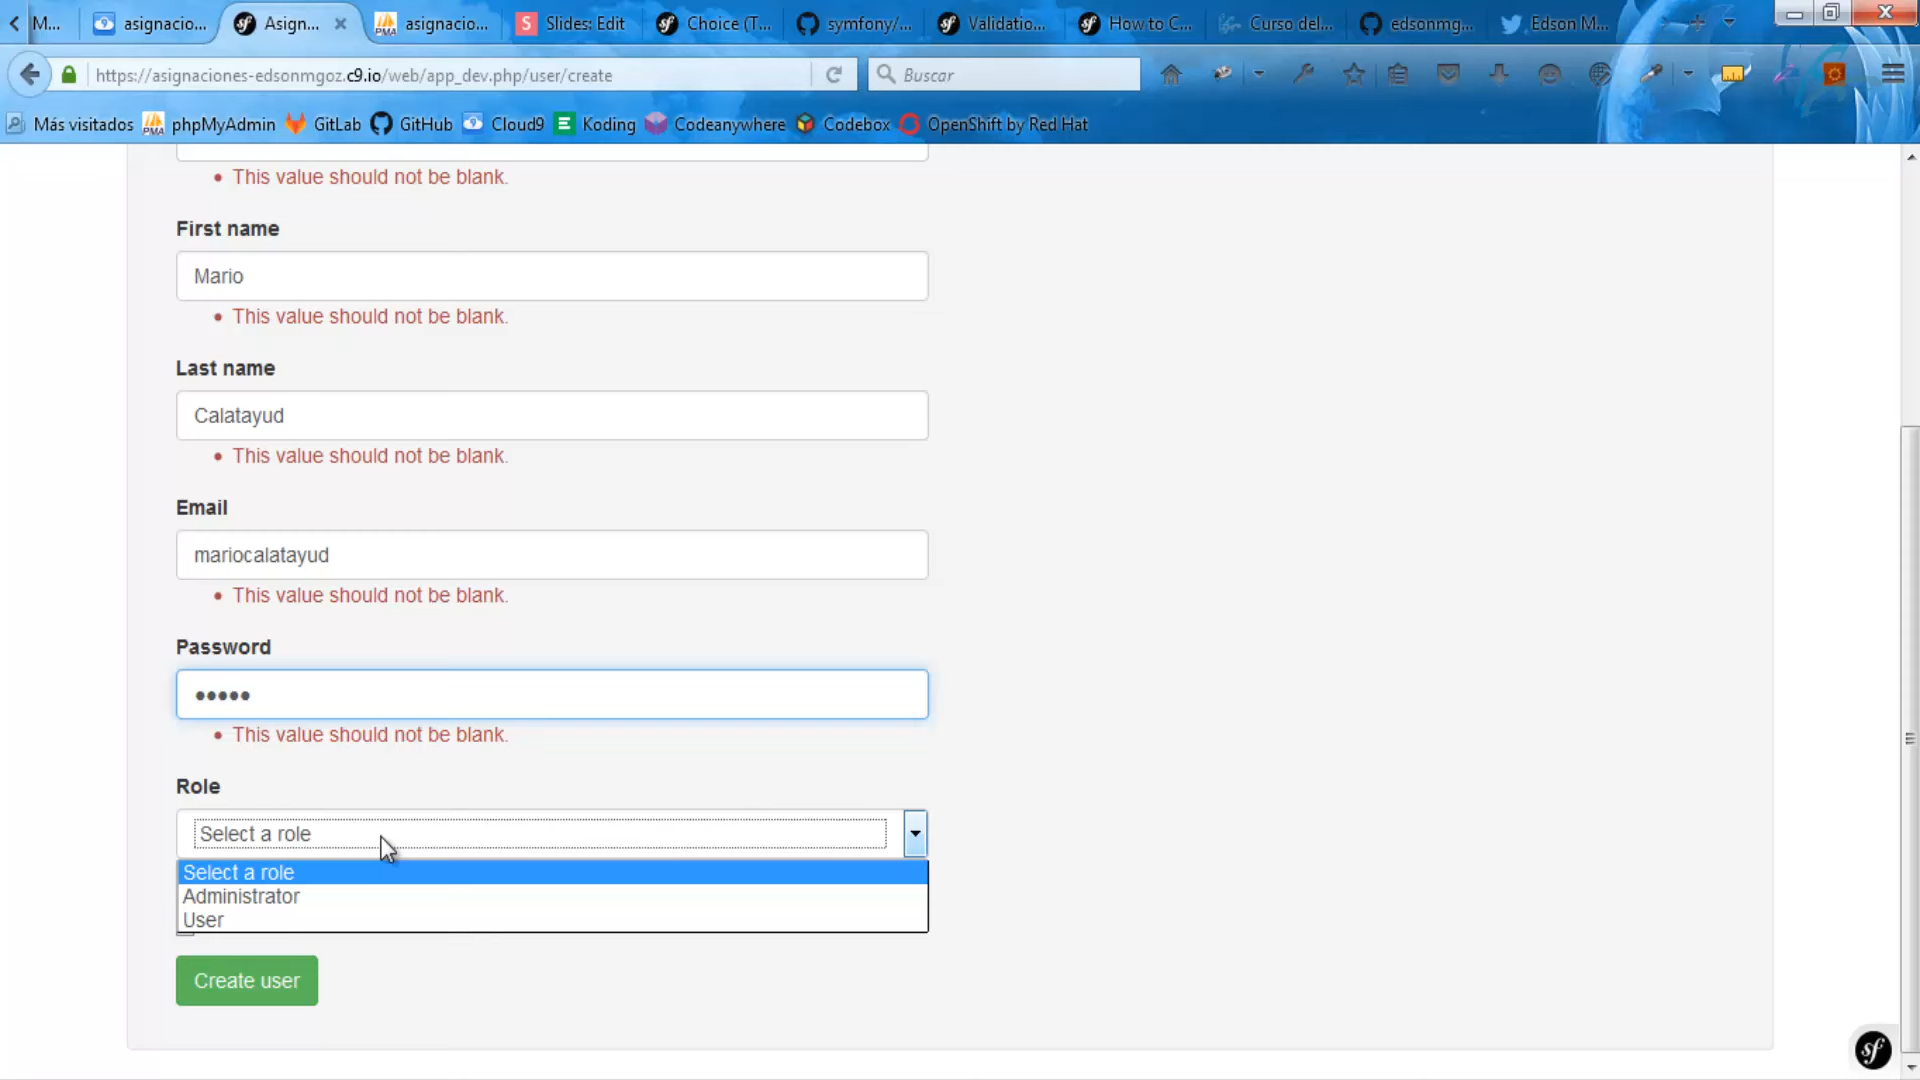 M...
asignacio...
Asign...
asignacio...
Slides: Edit
Choice (T...
symfony/...
Validatio...
How to C...
Curso del...
edsonmg...
Edson M...
https://asignaciones-edsonmgoz.c9.io/web/app_dev.php/user/create
Buscar
Más visitados
phpMyAdmin
GitLab
GitHub
Cloud9
Koding
Codeanywhere
Codebox
OpenShift by Red Hat
This value should not be blank.
First name
Mario
This value should not be blank.
Last name
Calatayud
This value should not be blank.
Email
mariocalatayud
This value should not be blank.
Password
•••••
This value should not be blank.
Role
Select a role
Select a role
Administrator
User
Create user